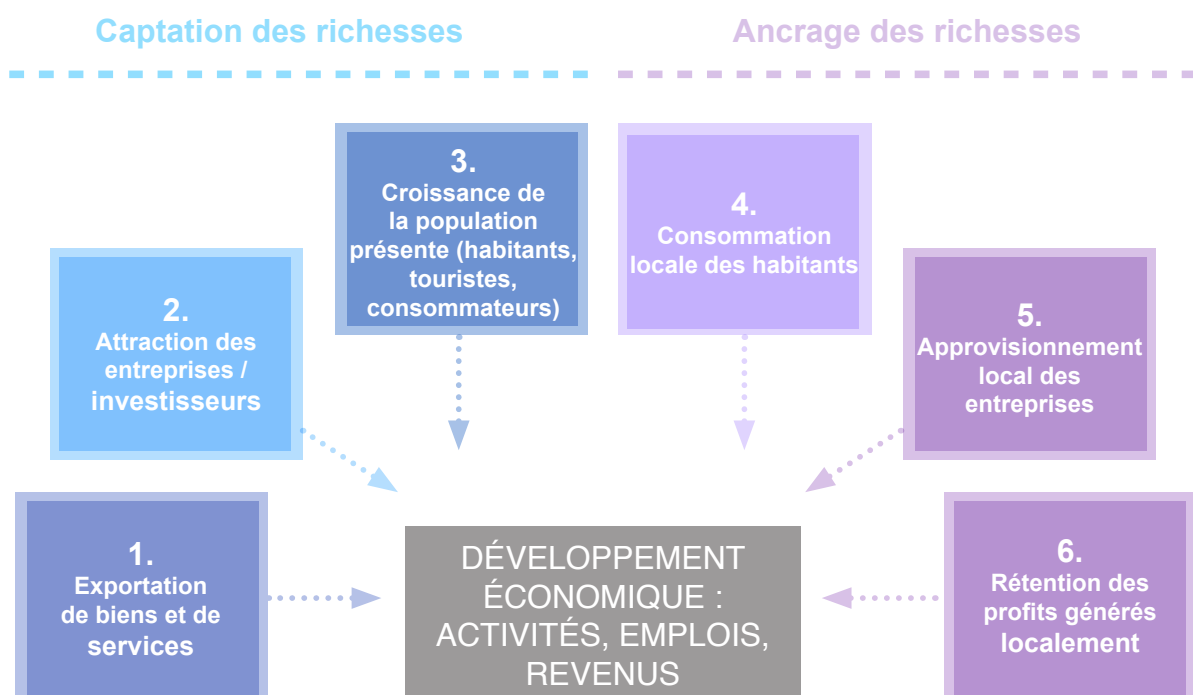 Captation des richesses
Ancrage des richesses
3.
Croissance de
la population
présente (habitants,
touristes,
consommateurs)
4.
Consommation
locale des habitants
2.
Attraction des
entreprises /
investisseurs
5.
Approvisionnement
local des
entreprises
1.
Exportation
de biens et de
services
DÉVELOPPEMENT
ÉCONOMIQUE :
ACTIVITÉS, EMPLOIS,
REVENUS
6.
Rétention des
profits générés
localement